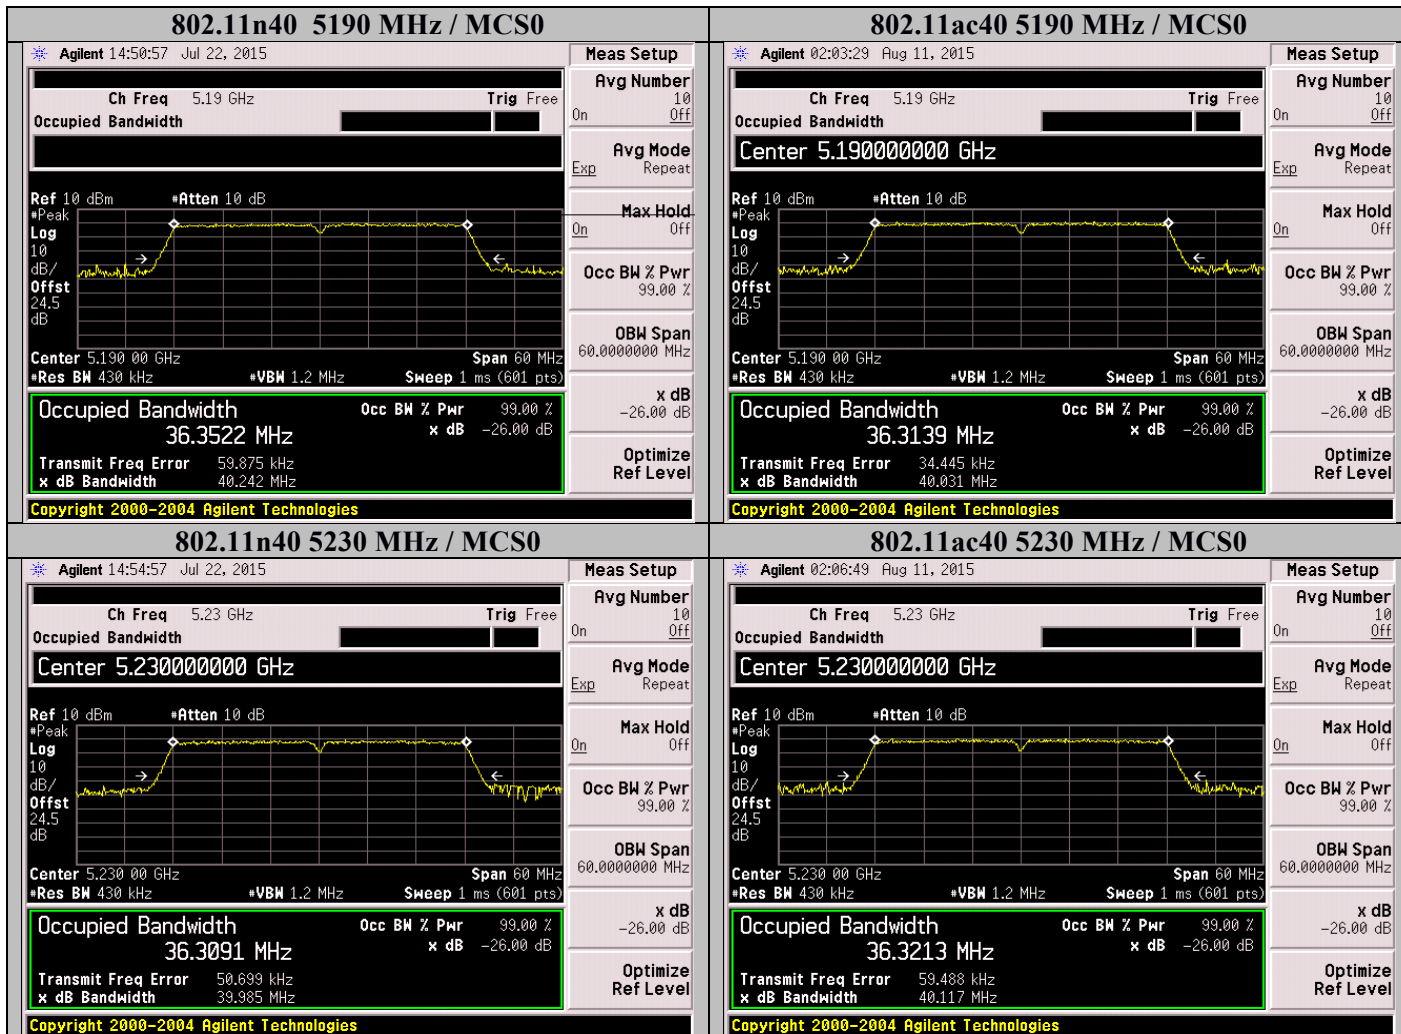 802.11n40 5190 MHz / MCS0
Agilent 14:50:57 Jul 22, 2015
Meas Setup
Ch Freq 5.19 GHz Trig Free
Occupied Bandwidth
Avg Number
10
On Off
Avg Mode
Exp Repeat
Ref 10 dBm #Atten 10 dB
#Peak
Log
10
dB/
Offst
24.5
dB
Max Hold
On Off
Occ BW % Pwr
99.00 %
OBW Span
60.0000000 MHz
Center 5.190 00 GHz Span 60 MHz
#Res BW 430 kHz #VBW 1.2 MHz Sweep 1 ms (601 pts)
x dB
-26.00 dB
Occupied Bandwidth Occ BW % Pwr 99.00 %
36.3522 MHz x dB -26.00 dB
Transmit Freq Error 59.875 kHz
x dB Bandwidth 40.242 MHz
Optimize
Ref Level
Copyright 2000-2004 Agilent Technologies
802.11ac40 5190 MHz / MCS0
Agilent 02:03:29 Aug 11, 2015
Meas Setup
Ch Freq 5.19 GHz Trig Free
Occupied Bandwidth
Center 5.190000000 GHz
Avg Number
10
On Off
Avg Mode
Exp Repeat
Ref 10 dBm #Atten 10 dB
#Peak
Log
10
dB/
Offst
24.5
dB
Max Hold
On Off
Occ BW % Pwr
99.00 %
OBW Span
60.0000000 MHz
Center 5.190 00 GHz Span 60 MHz
#Res BW 430 kHz #VBW 1.2 MHz Sweep 1 ms (601 pts)
x dB
-26.00 dB
Occupied Bandwidth Occ BW % Pwr 99.00 %
36.3139 MHz x dB -26.00 dB
Transmit Freq Error 34.445 kHz
x dB Bandwidth 40.031 MHz
Optimize
Ref Level
Copyright 2000-2004 Agilent Technologies
802.11n40 5230 MHz / MCS0
Agilent 14:54:57 Jul 22, 2015
Meas Setup
Ch Freq 5.23 GHz Trig Free
Occupied Bandwidth
Center 5.230000000 GHz
Avg Number
10
On Off
Avg Mode
Exp Repeat
Ref 10 dBm #Atten 10 dB
#Peak
Log
10
dB/
Offst
24.5
dB
Max Hold
On Off
Occ BW % Pwr
99.00 %
OBW Span
60.0000000 MHz
Center 5.230 00 GHz Span 60 MHz
#Res BW 430 kHz #VBW 1.2 MHz Sweep 1 ms (601 pts)
x dB
-26.00 dB
Occupied Bandwidth Occ BW % Pwr 99.00 %
36.3091 MHz x dB -26.00 dB
Transmit Freq Error 50.699 kHz
x dB Bandwidth 39.985 MHz
Optimize
Ref Level
Copyright 2000-2004 Agilent Technologies
802.11ac40 5230 MHz / MCS0
Agilent 02:06:49 Aug 11, 2015
Meas Setup
Ch Freq 5.23 GHz Trig Free
Occupied Bandwidth
Center 5.230000000 GHz
Avg Number
10
On Off
Avg Mode
Exp Repeat
Ref 10 dBm #Atten 10 dB
#Peak
Log
10
dB/
Offst
24.5
dB
Max Hold
On Off
Occ BW % Pwr
99.00 %
OBW Span
60.0000000 MHz
Center 5.230 00 GHz Span 60 MHz
#Res BW 430 kHz #VBW 1.2 MHz Sweep 1 ms (601 pts)
x dB
-26.00 dB
Occupied Bandwidth Occ BW % Pwr 99.00 %
36.3213 MHz x dB -26.00 dB
Transmit Freq Error 59.488 kHz
x dB Bandwidth 40.117 MHz
Optimize
Ref Level
Copyright 2000-2004 Agilent Technologies